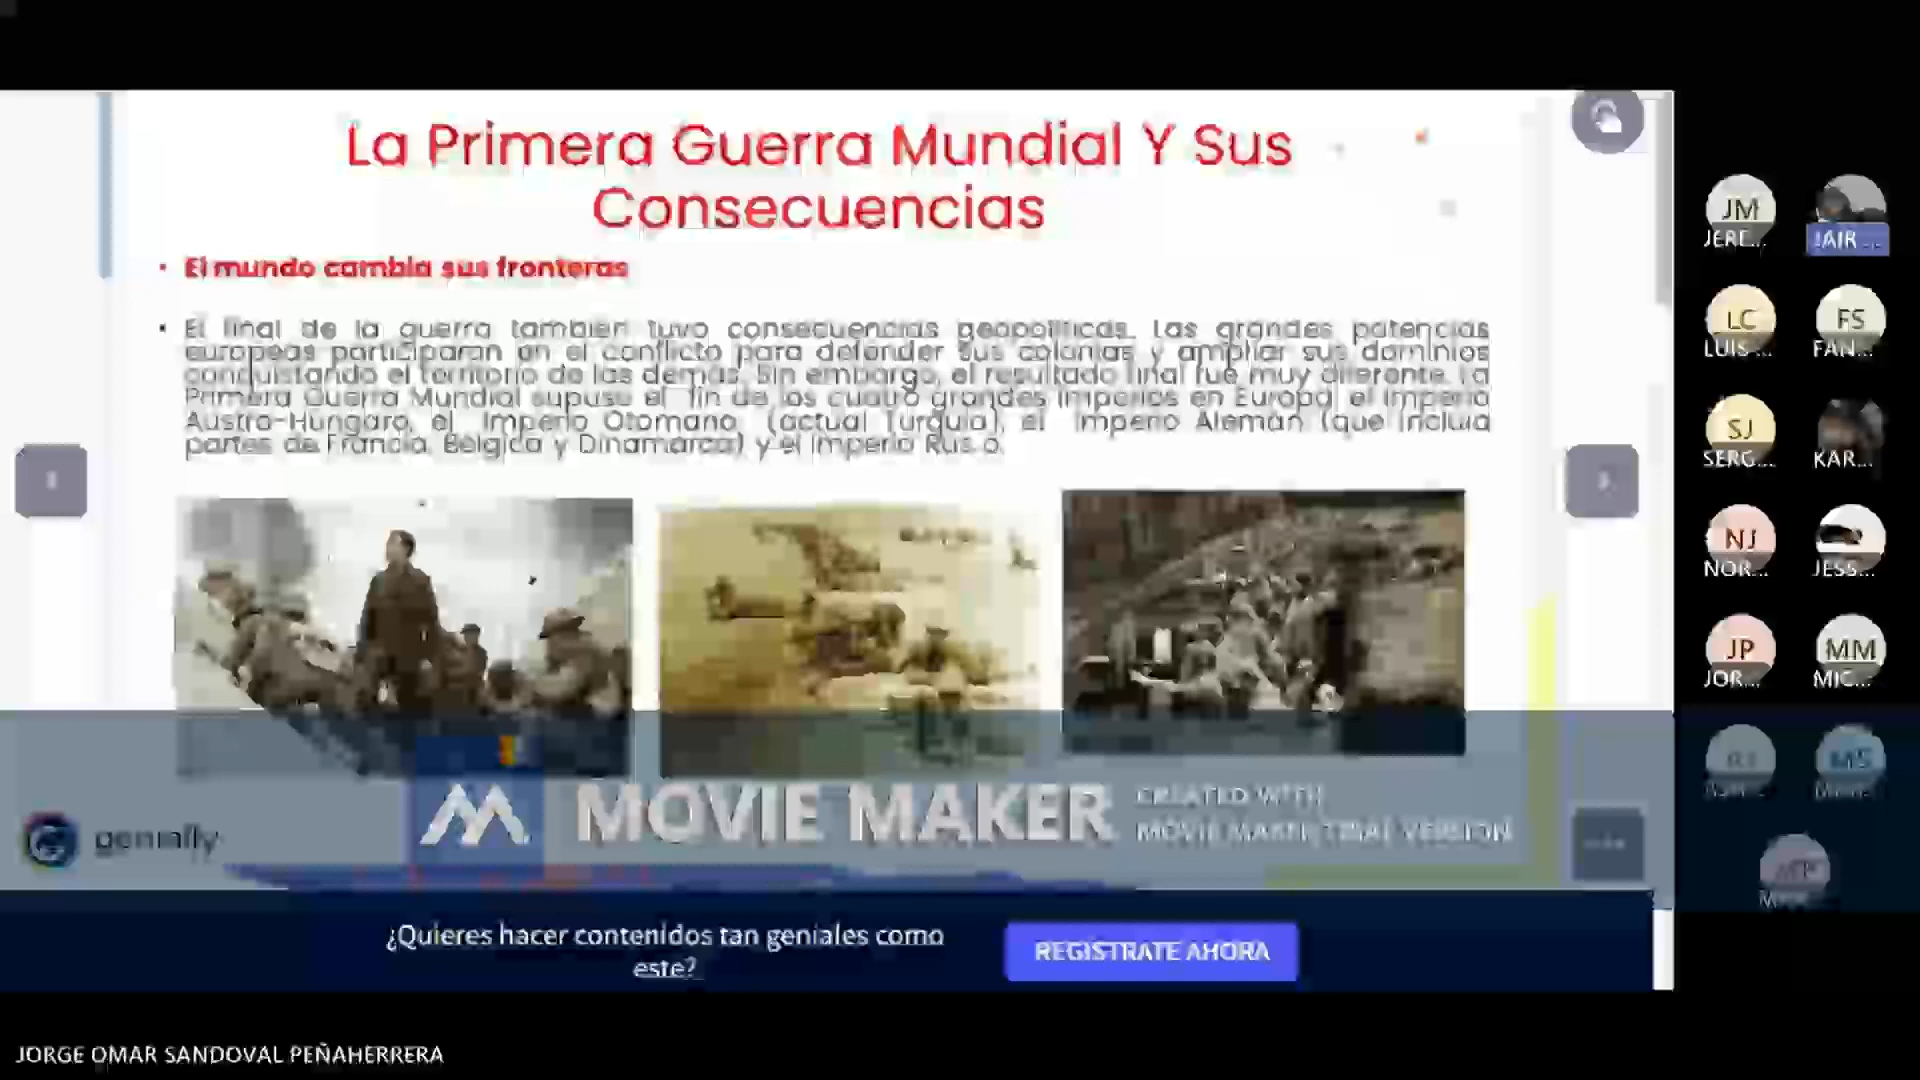 La Primera Guerra Mundial Y Sus
Consecuencias
• El mundo cambia sus fronteras
• El final de la guerra también tuvo consecuencias geopolíticas. Las grandes potencias
europeas participaron en el conflicto para defender sus colonias y ampliar sus dominios
conquistando el territorio de los demás. Sin embargo, el resultado final fue muy diferente. La
Primera Guerra Mundial supuso el fin de los cuatro grandes imperios en Europa: el Imperio
Austro-Húngaro, el Imperio Otomano (actual Turquía), el Imperio Alemán (que incluía
partes de Francia, Bélgica y Dinamarca) y el Imperio Rus o.
JM
JERE...
JAIR ...
LC
LUIS ...
FS
FAN...
SJ
SERG...
KAR...
NJ
NOR...
JESS...
JP
JOR...
MM
MIC...
MS
genially
MOVIE MAKER
CREATED WITH
MOVIE MAKER TRIAL VERSION
¿Quieres hacer contenidos tan geniales como
este?
REGÍSTRATE AHORA
JORGE OMAR SANDOVAL PEÑAHERRERA